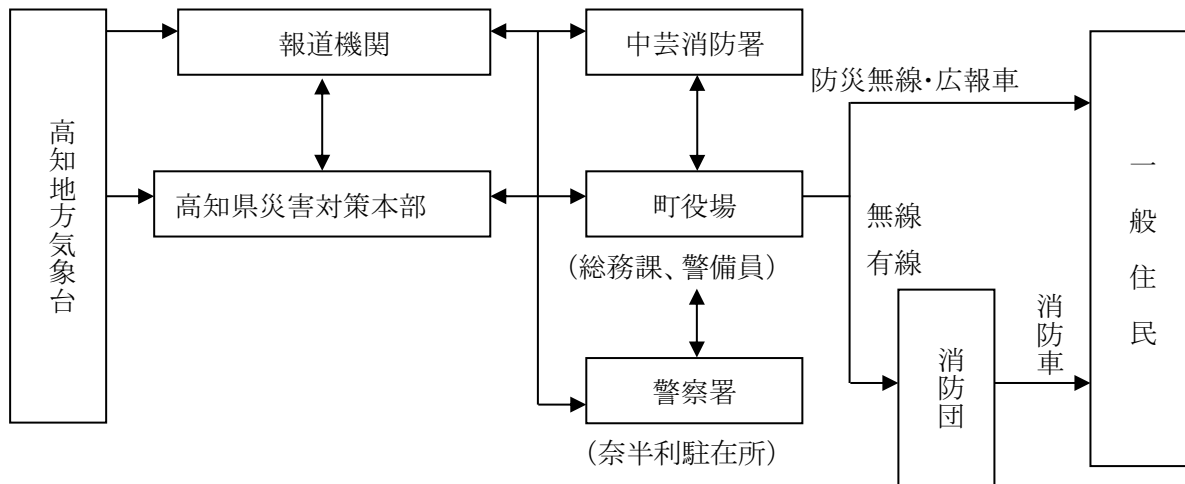 高知地方気象台
報道機関
高知県災害対策本部
中芸消防署
町役場
(総務課、警備員)
警察署
(奈半利駐在所)
防災無線・広報車
無線
有線
消防団
消防車
一般住民